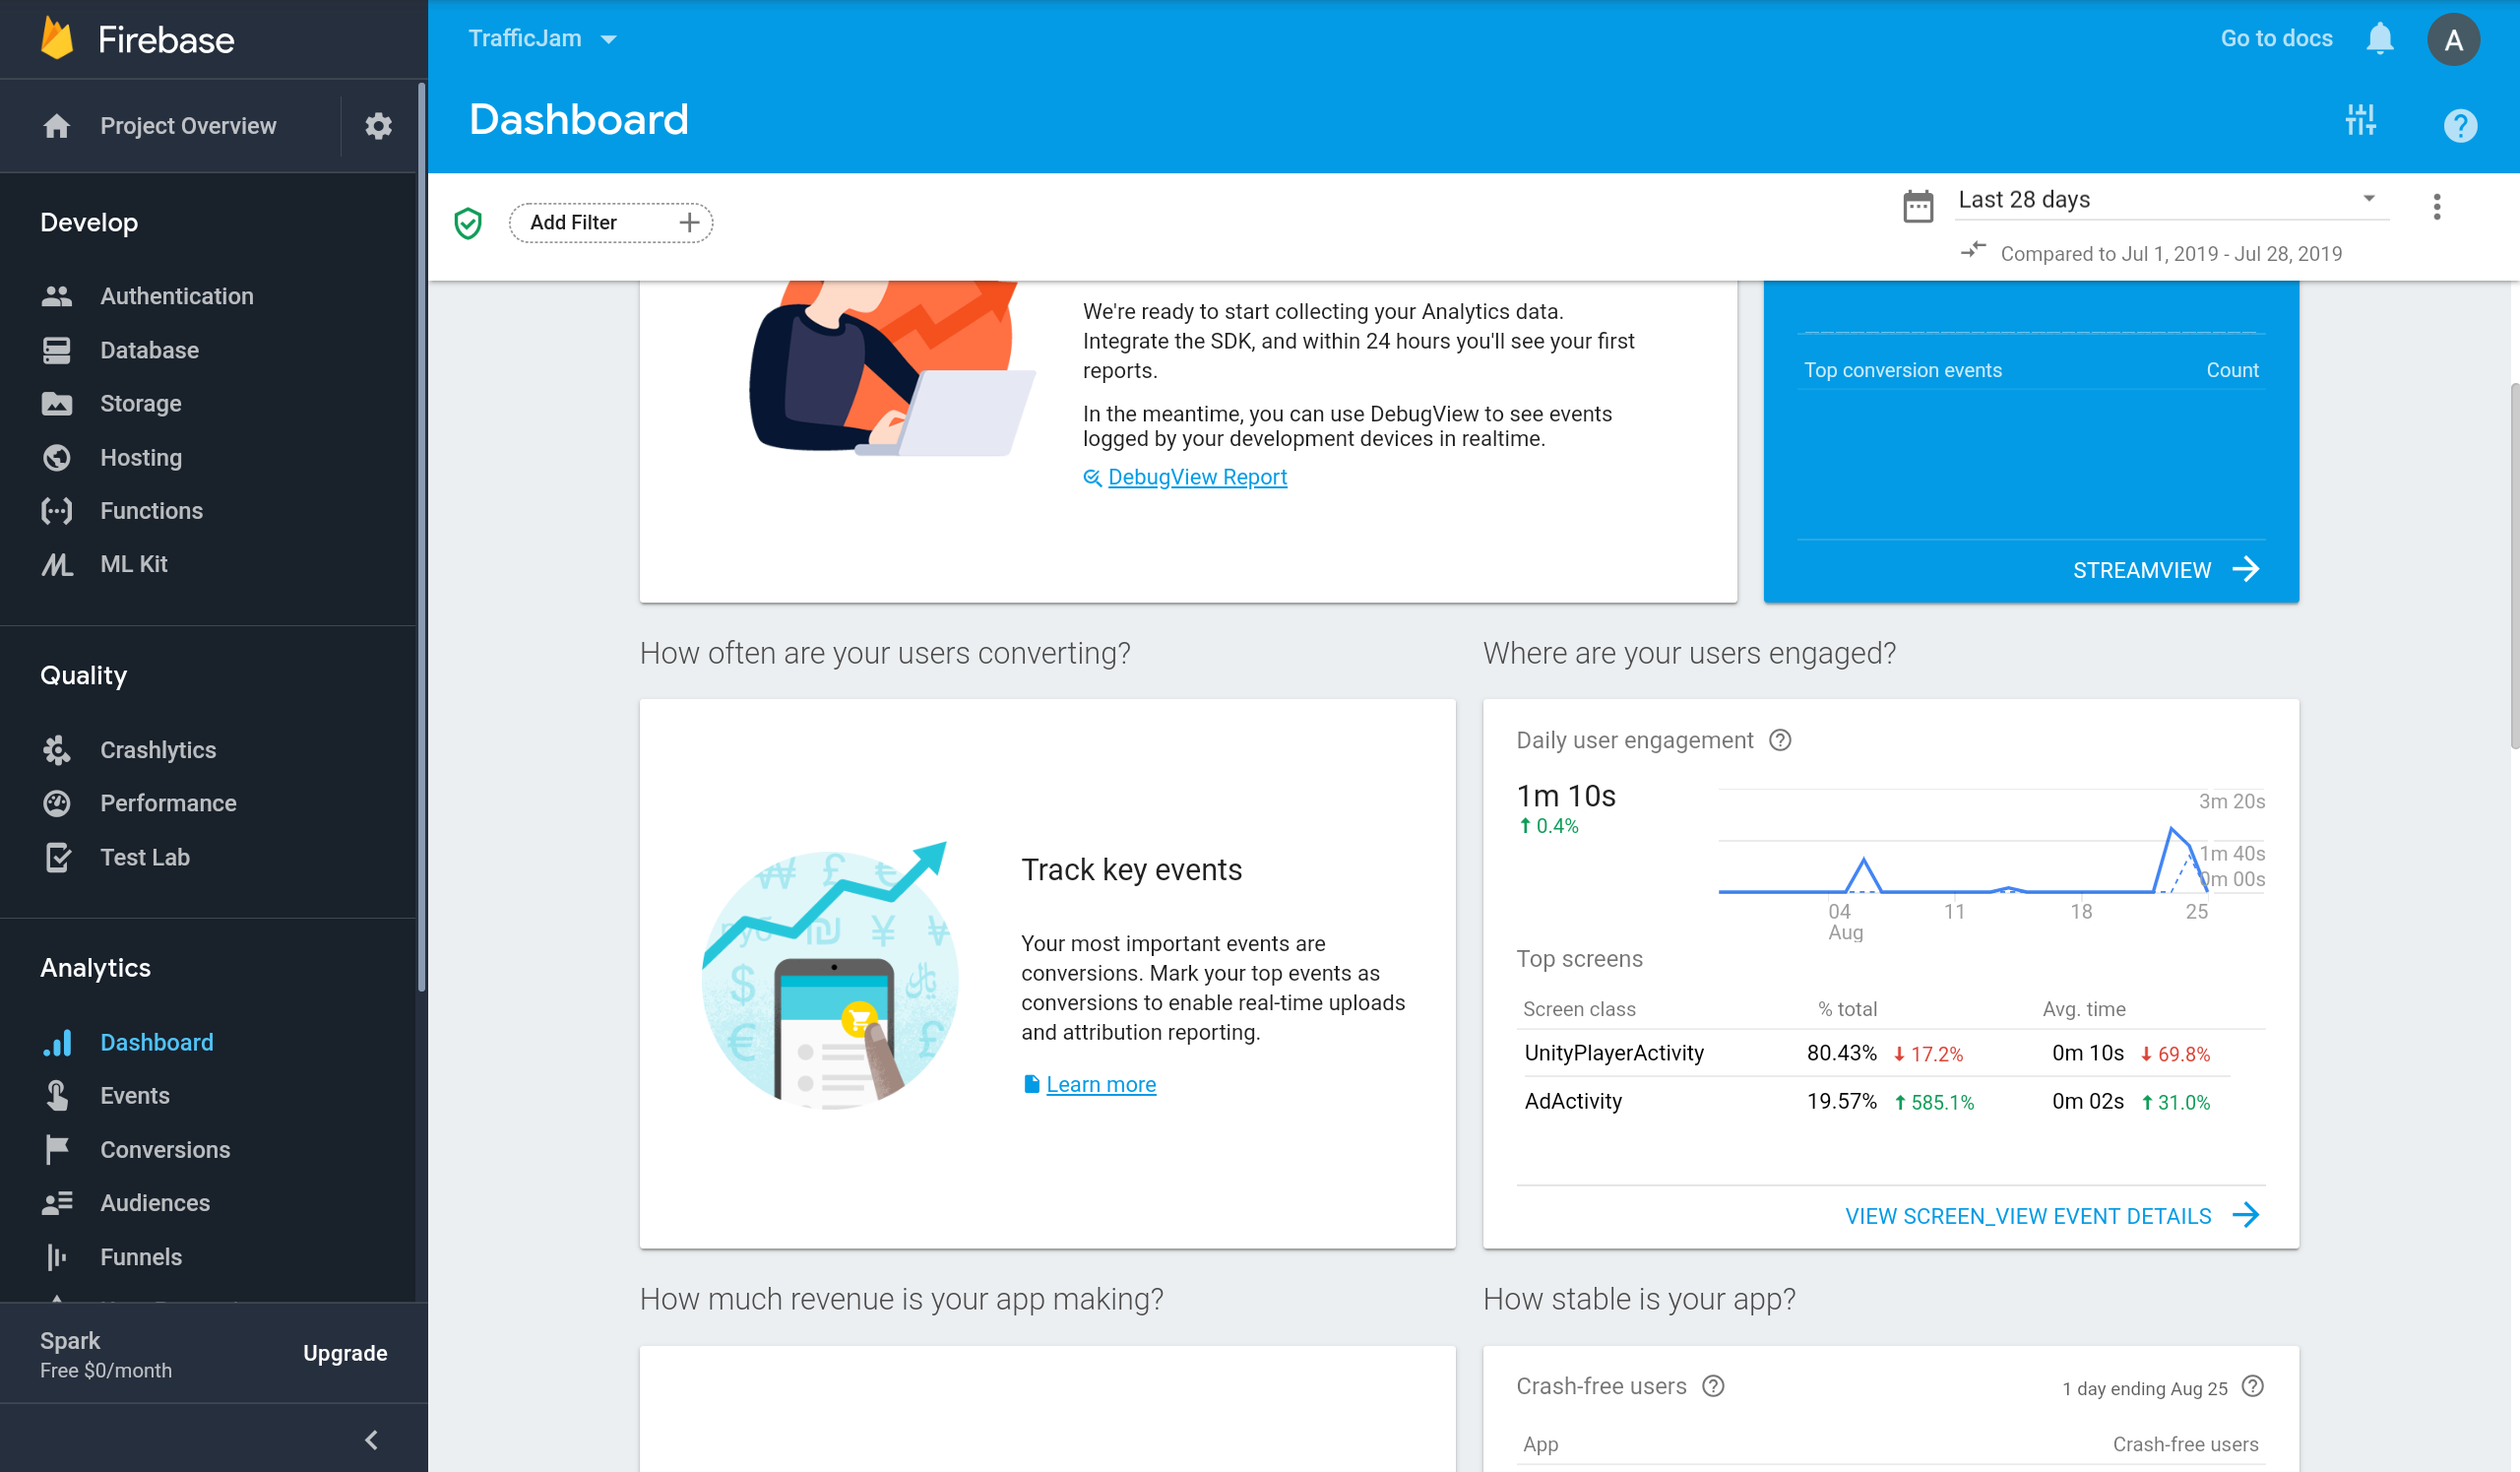 Firebase
Project Overview
Develop
Authentication
Database
Storage
Hosting
Functions
ML Kit
Quality
Crashlytics
Performance
Test Lab
Analytics
Dashboard
Events
Conversions
Audiences
Funnels
Spark
Free $0/month
Upgrade
TrafficJam
Go to docs
A
Dashboard
Add Filter
Last 28 days
Compared to Jul 1, 2019 - Jul 28, 2019
We're ready to start collecting your Analytics data.
Integrate the SDK, and within 24 hours you'll see your first
reports.
In the meantime, you can use DebugView to see events
logged by your development devices in realtime.
DebugView Report
Top conversion events Count
STREAMVIEW
How often are your users converting?
Track key events
Your most important events are
conversions. Mark your top events as
conversions to enable real-time uploads
and attribution reporting.
Learn more
Where are your users engaged?
Daily user engagement
1m 10s
0.4%
3m 20s
1m 40s
0m 00s
04 11 18 25
Aug
Top screens
Screen class % total Avg. time
UnityPlayerActivity 80.43% 17.2% 0m 10s 69.8%
AdActivity 19.57% 585.1% 0m 02s 31.0%
VIEW SCREEN_VIEW EVENT DETAILS
How much revenue is your app making?
How stable is your app?
Crash-free users 1 day ending Aug 25
App Crash-free users